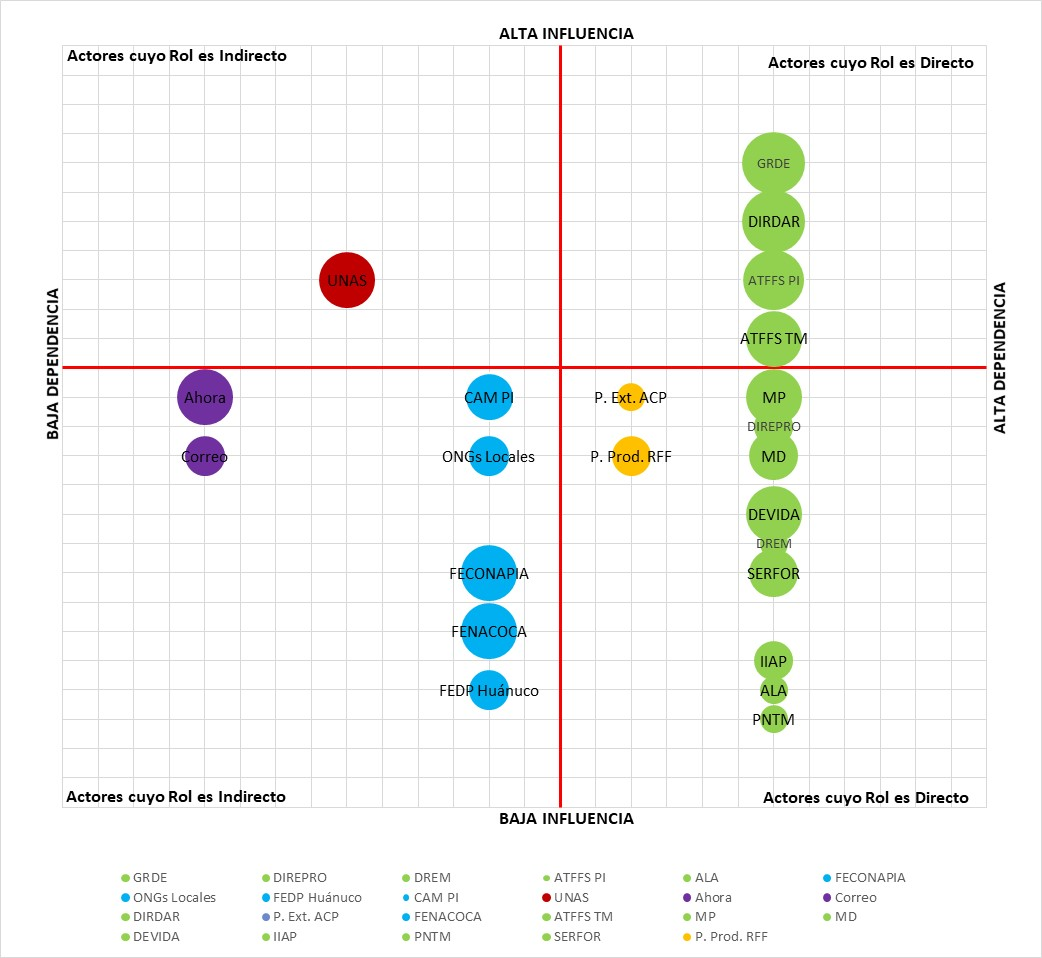 ALTA INFLUENCIA
Actores cuyo Rol es Indirecto
Actores cuyo Rol es Directo
GRDE
DIRDAR
UNAS
ATFFS PI
ATFFS TM
BAJA DEPENDENCIA
ALTA DEPENDENCIA
Ahora
CAM PI
P. Ext. ACP
MP
DIREPRO
Correo
ONGs Locales
P. Prod. RFF
MD
DEVIDA
DREM
FECONAPIA
SERFOR
FENACOCA
IIAP
FEDP Huánuco
ALA
PNTM
Actores cuyo Rol es Indirecto
Actores cuyo Rol es Directo
BAJA INFLUENCIA
GRDE
DIREPRO
DREM
ATFFS PI
ALA
FECONAPIA
ONGs Locales
FEDP Huánuco
CAM PI
UNAS
Ahora
Correo
DIRDAR
P. Ext. ACP
FENACOCA
ATFFS TM
MP
MD
DEVIDA
IIAP
PNTM
SERFOR
P. Prod. RFF